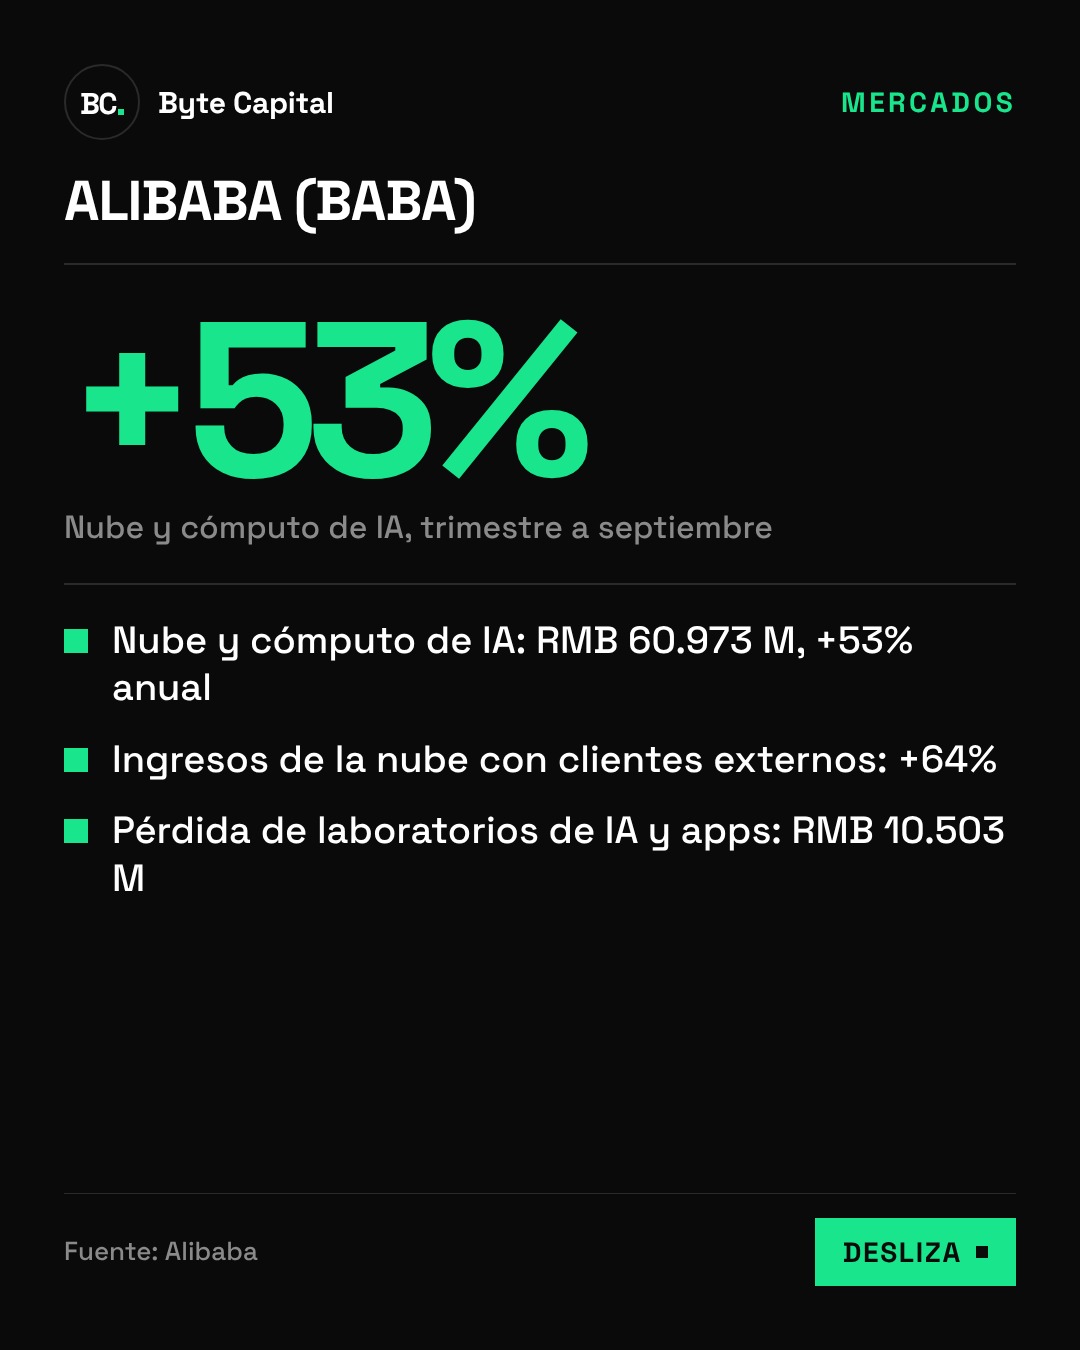 BC.
Byte Capital
MERCADOS
ALIBABA (BABA)
+53%
Nube y cómputo de IA, trimestre a septiembre
Nube y cómputo de IA: RMB 60.973 M, +53%
anual
Ingresos de la nube con clientes externos: +64%
Pérdida de laboratorios de IA y apps: RMB 10.503
M
Fuente: Alibaba
DESLIZA